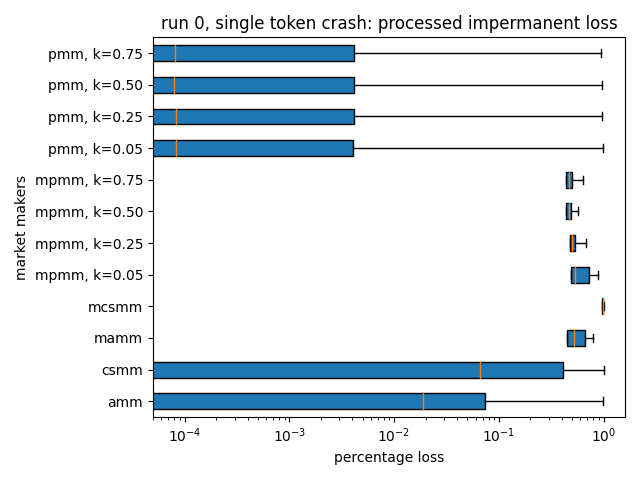 run 0, single token crash: processed impermanent loss
pmm, k=0.75
pmm, k=0.50
pmm, k=0.25
pmm, k=0.05
mpmm, k=0.75
mpmm, k=0.50
mpmm, k=0.25
mpmm, k=0.05
mcsmm
mamm
csmm
amm
market makers
10⁻⁴ 10⁻³ 10⁻² 10⁻¹ 10⁰
percentage loss